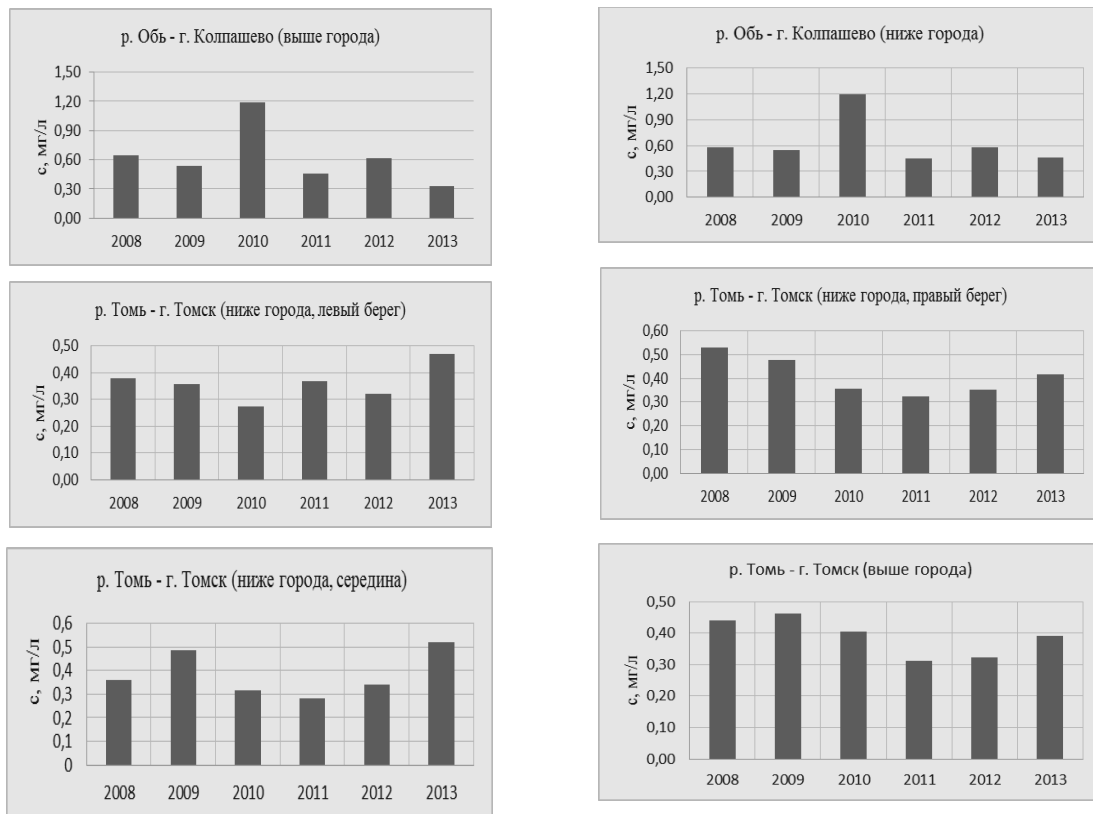 р. Обь - г. Колпашево (выше города)
с, мг/л
1,50
1,20
0,90
0,60
0,30
0,00
2008 2009 2010 2011 2012 2013
р. Обь - г. Колпашево (ниже города)
с, мг/л
1,50
1,20
0,90
0,60
0,30
0,00
2008 2009 2010 2011 2012 2013
р. Томь - г. Томск (ниже города, левый берег)
с, мг/л
0,50
0,40
0,30
0,20
0,10
0,00
2008 2009 2010 2011 2012 2013
р. Томь - г. Томск (ниже города, правый берег)
с, мг/л
0,60
0,50
0,40
0,30
0,20
0,10
0,00
2008 2009 2010 2011 2012 2013
р. Томь - г. Томск (ниже города, середина)
с, мг/л
0,6
0,5
0,4
0,3
0,2
0,1
0
2008 2009 2010 2011 2012 2013
р. Томь - г. Томск (выше города)
с, мг/л
0,50
0,40
0,30
0,20
0,10
0,00
2008 2009 2010 2011 2012 2013